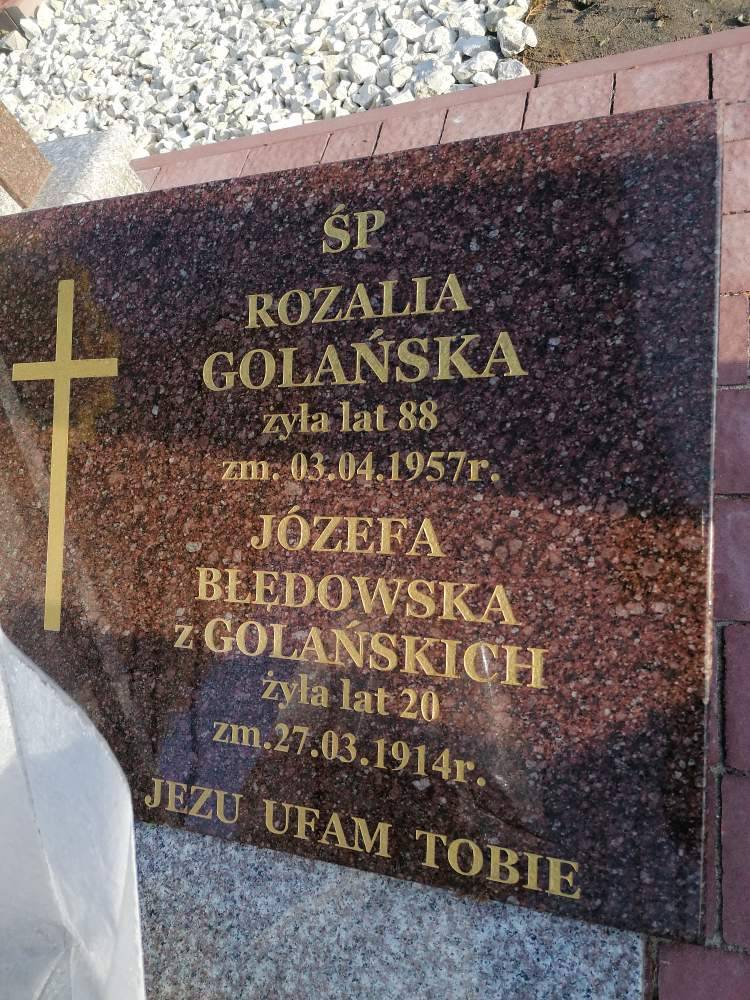 ŚP
ROZALIA
GOLAŃSKA
zyła lat 88
zm. 03.04.1957r.
JÓZEFA
BŁĘDOWSKA
z GOLAŃSKICH
żyła lat 20
zm.27.03.1914r.
JEZU UFAM TOBIE